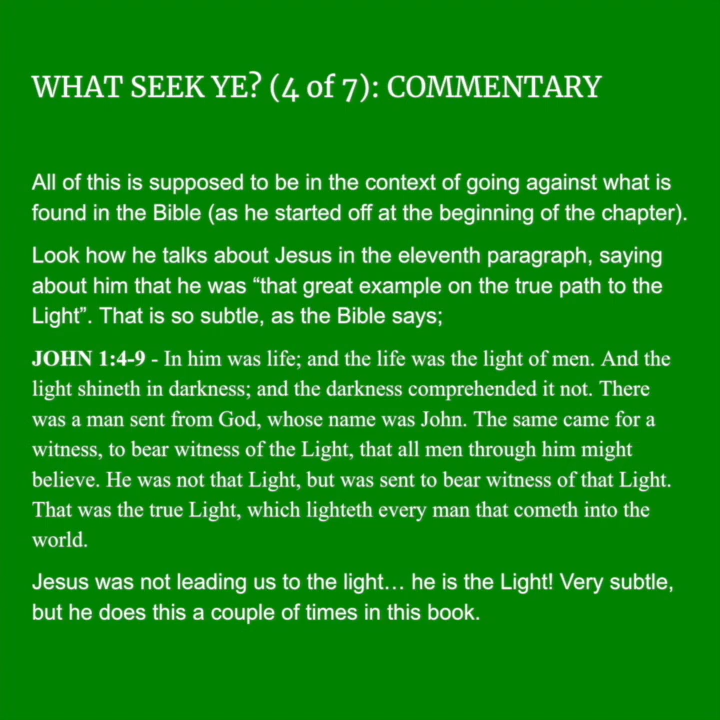 WHAT SEEK YE? (4 of 7): COMMENTARY
All of this is supposed to be in the context of going against what is
found in the Bible (as he started off at the beginning of the chapter).
Look how he talks about Jesus in the eleventh paragraph, saying
about him that he was “that great example on the true path to the
Light”. That is so subtle, as the Bible says;
JOHN 1:4-9 - In him was life; and the life was the light of men. And the
light shineth in darkness; and the darkness comprehended it not. There
was a man sent from God, whose name was John. The same came for a
witness, to bear witness of the Light, that all men through him might
believe. He was not that Light, but was sent to bear witness of that Light.
That was the true Light, which lighteth every man that cometh into the
world.
Jesus was not leading us to the light… he is the Light! Very subtle,
but he does this a couple of times in this book.